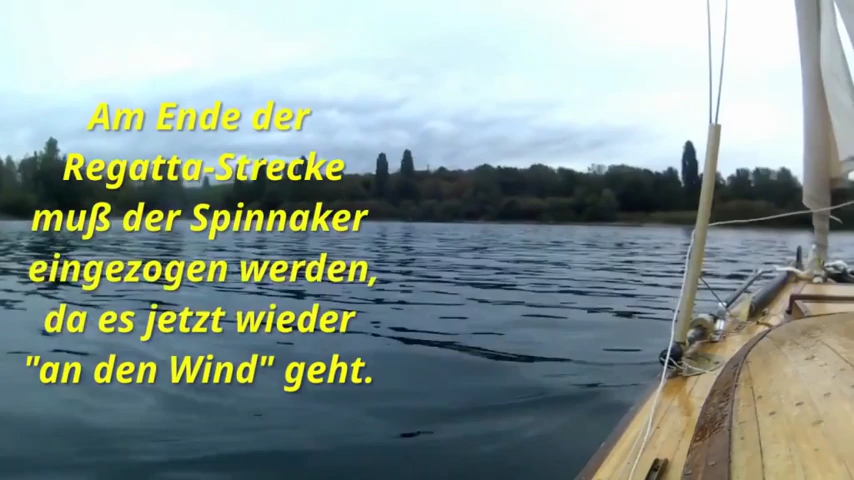 Am Ende der
Regatta-Strecke
muß der Spinnaker
eingezogen werden,
da es jetzt wieder
"an den Wind" geht.